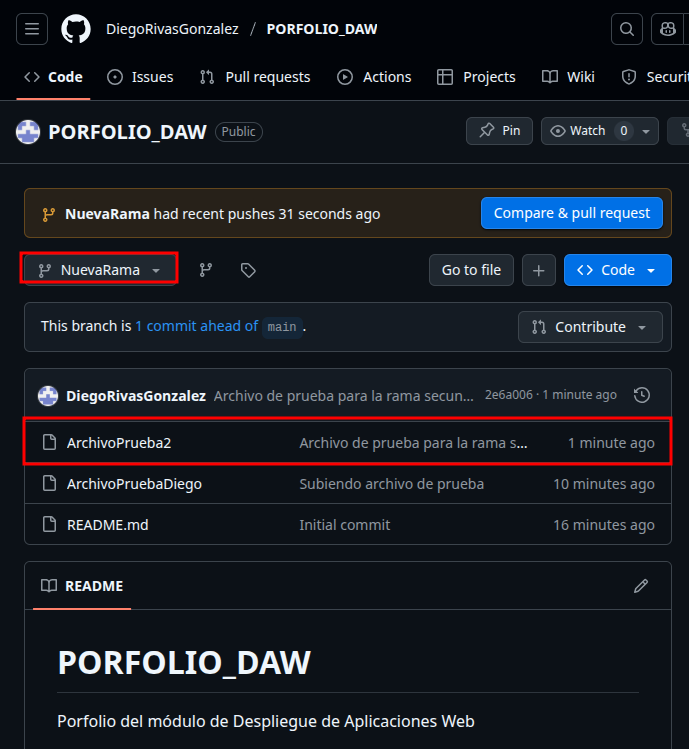 DiegoRivasGonzalez / PORFOLIO_DAW
Code Issues Pull requests Actions Projects Wiki
PORFOLIO_DAW Public Pin Watch 0
NuevaRama had recent pushes 31 seconds ago Compare & pull request
NuevaRama Go to file Code
This branch is 1 commit ahead of main. Contribute
DiegoRivasGonzalez Archivo de prueba para la rama secun... 2e6a006 · 1 minute ago
ArchivoPrueba2 Archivo de prueba para la rama s... 1 minute ago
ArchivoPruebaDiego Subiendo archivo de prueba 10 minutes ago
README.md Initial commit 16 minutes ago
README
PORFOLIO_DAW
Porfolio del módulo de Despliegue de Aplicaciones Web